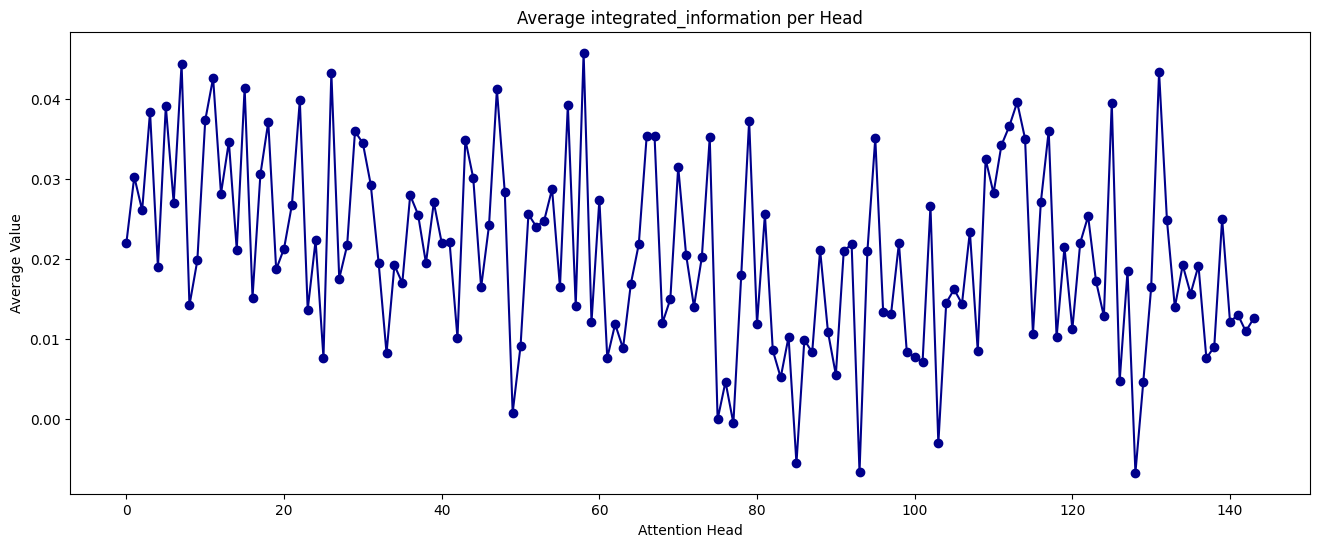 Average integrated_information per Head
Average Value
0.04
0.03
0.02
0.01
0.00
0 20 40 60 80 100 120 140
Attention Head